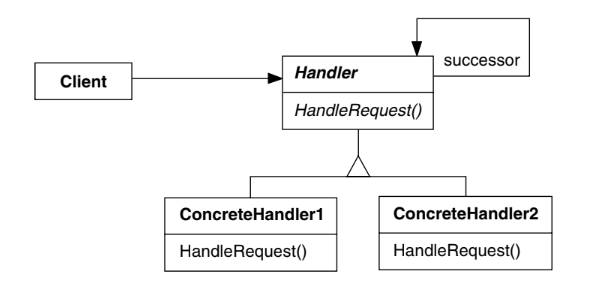 Client
Handler
successor
HandleRequest()
ConcreteHandler1
HandleRequest()
ConcreteHandler2
HandleRequest()